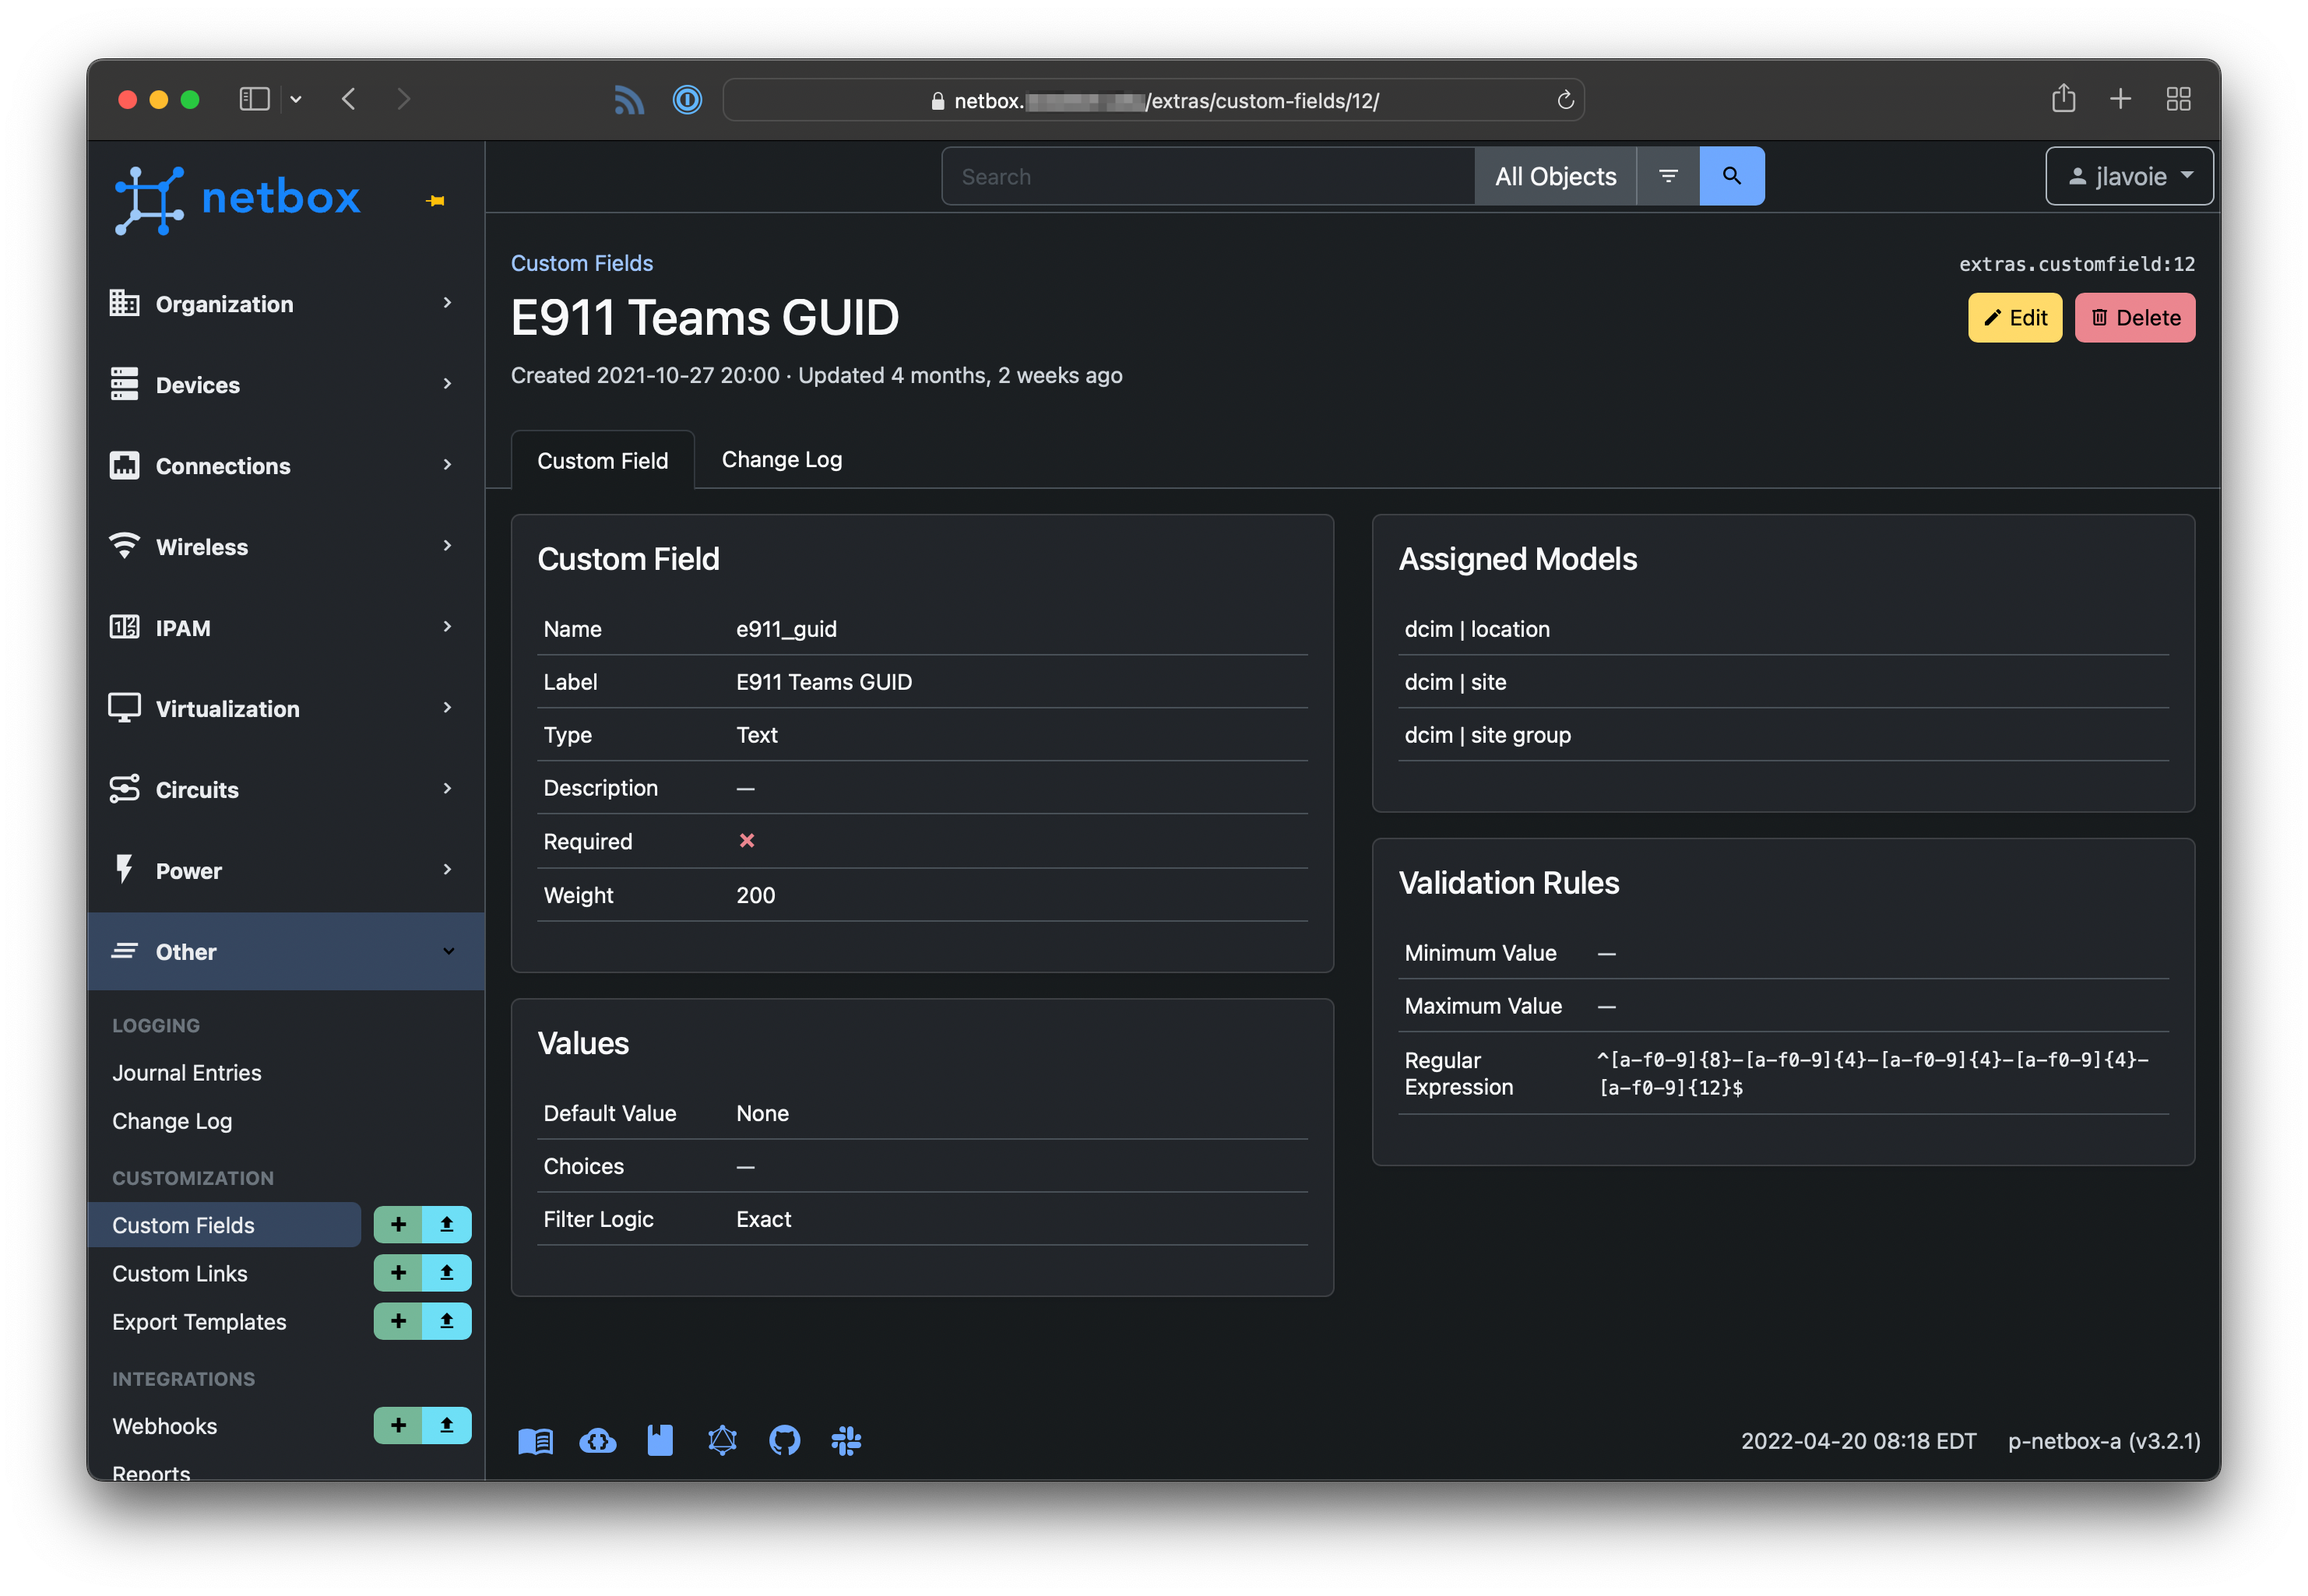 netbox. /extras/custom-fields/12/
netbox
Search
All Objects
jlavoie
Organization
Devices
Connections
Wireless
IPAM
Virtualization
Circuits
Power
Other
LOGGING
Journal Entries
Change Log
CUSTOMIZATION
Custom Fields
Custom Links
Export Templates
INTEGRATIONS
Webhooks
Reports
Custom Fields
extras.customfield:12
E911 Teams GUID
Edit
Delete
Created 2021-10-27 20:00 · Updated 4 months, 2 weeks ago
Custom Field
Change Log
Custom Field
Name e911_guid
Label E911 Teams GUID
Type Text
Description —
Required
Weight 200
Values
Default Value None
Choices —
Filter Logic Exact
Assigned Models
dcim | location
dcim | site
dcim | site group
Validation Rules
Minimum Value —
Maximum Value —
Regular Expression
^[a-f0-9]{8}-[a-f0-9]{4}-[a-f0-9]{4}-[a-f0-9]{4}-
[a-f0-9]{12}$
2022-04-20 08:18 EDT
p-netbox-a (v3.2.1)